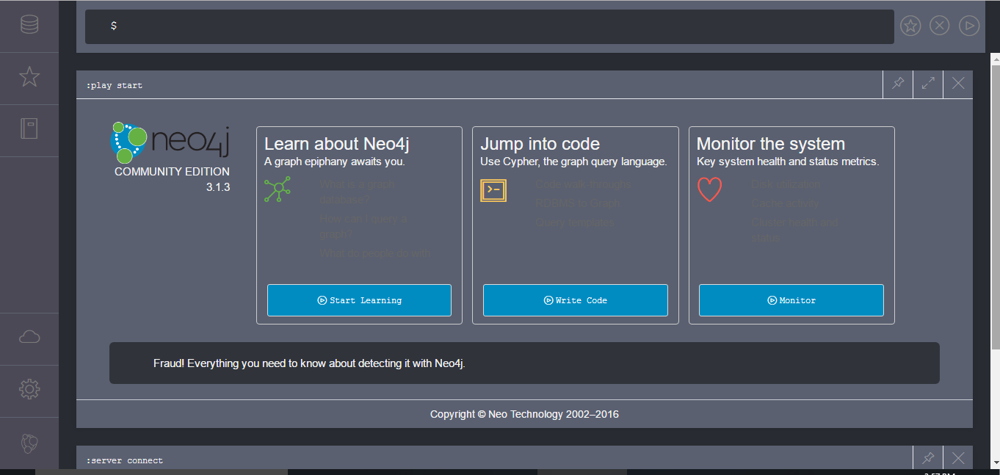 $
:play start
neo4j
COMMUNITY EDITION
3.1.3
Learn about Neo4j
A graph epiphany awaits you.
What is a graph
database?
How can I query a
graph?
What do people do with
Start Learning
Jump into code
Use Cypher, the graph query language.
Code walk-throughs
RDBMS to Graph
Query templates
Write Code
Monitor the system
Key system health and status metrics.
Disk utilization
Cache activity
Cluster health and
status
Monitor
Fraud! Everything you need to know about detecting it with Neo4j.
Copyright © Neo Technology 2002–2016
:server connect